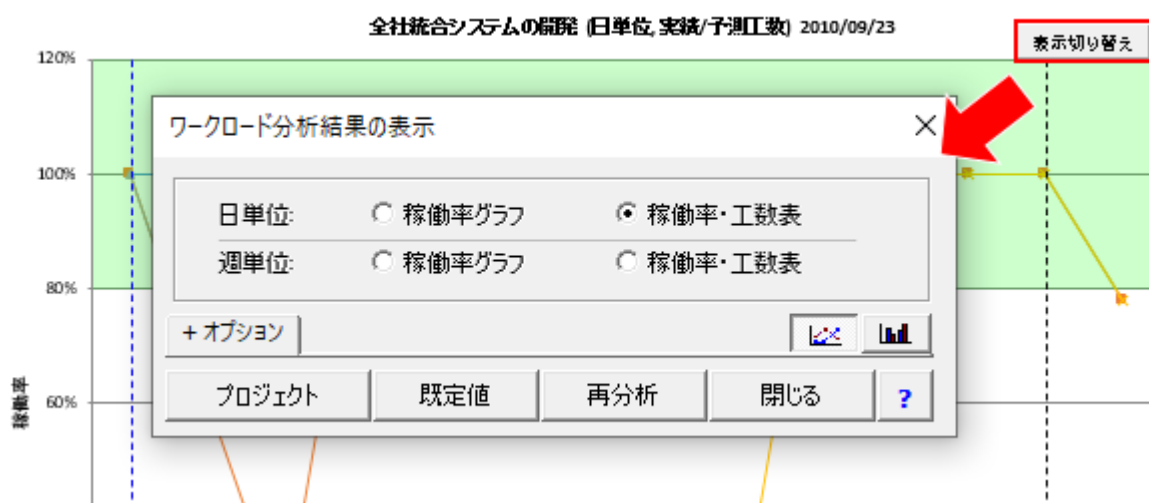 全社統合システムの開発 (日単位, 実績/予測工数) 2010/09/23
表示切り替え
120%
ワークロード分析結果の表示
100%
日単位: 稼働率グラフ 稼働率・工数表
週単位: 稼働率グラフ 稼働率・工数表
80%
+ オプション
プロジェクト 既定値 再分析 閉じる ?
稼働率
60%